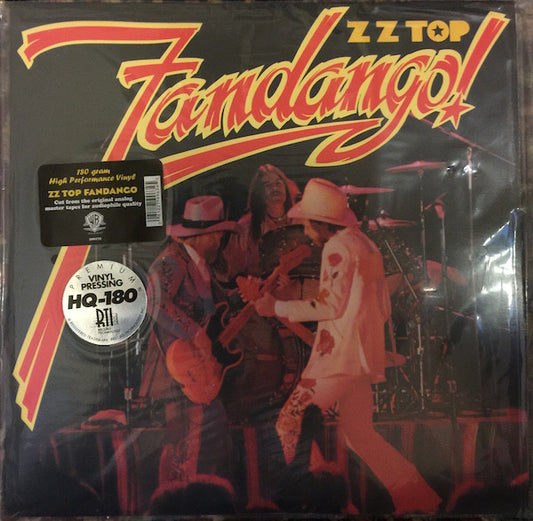 ZZ TOP
Fandango!
180 gram
High Performance Vinyl
ZZ TOP FANDANGO
Cut from the original analog
master tapes for audiophile quality
PREMIUM
VINYL
PRESSING
HQ-180
RTI